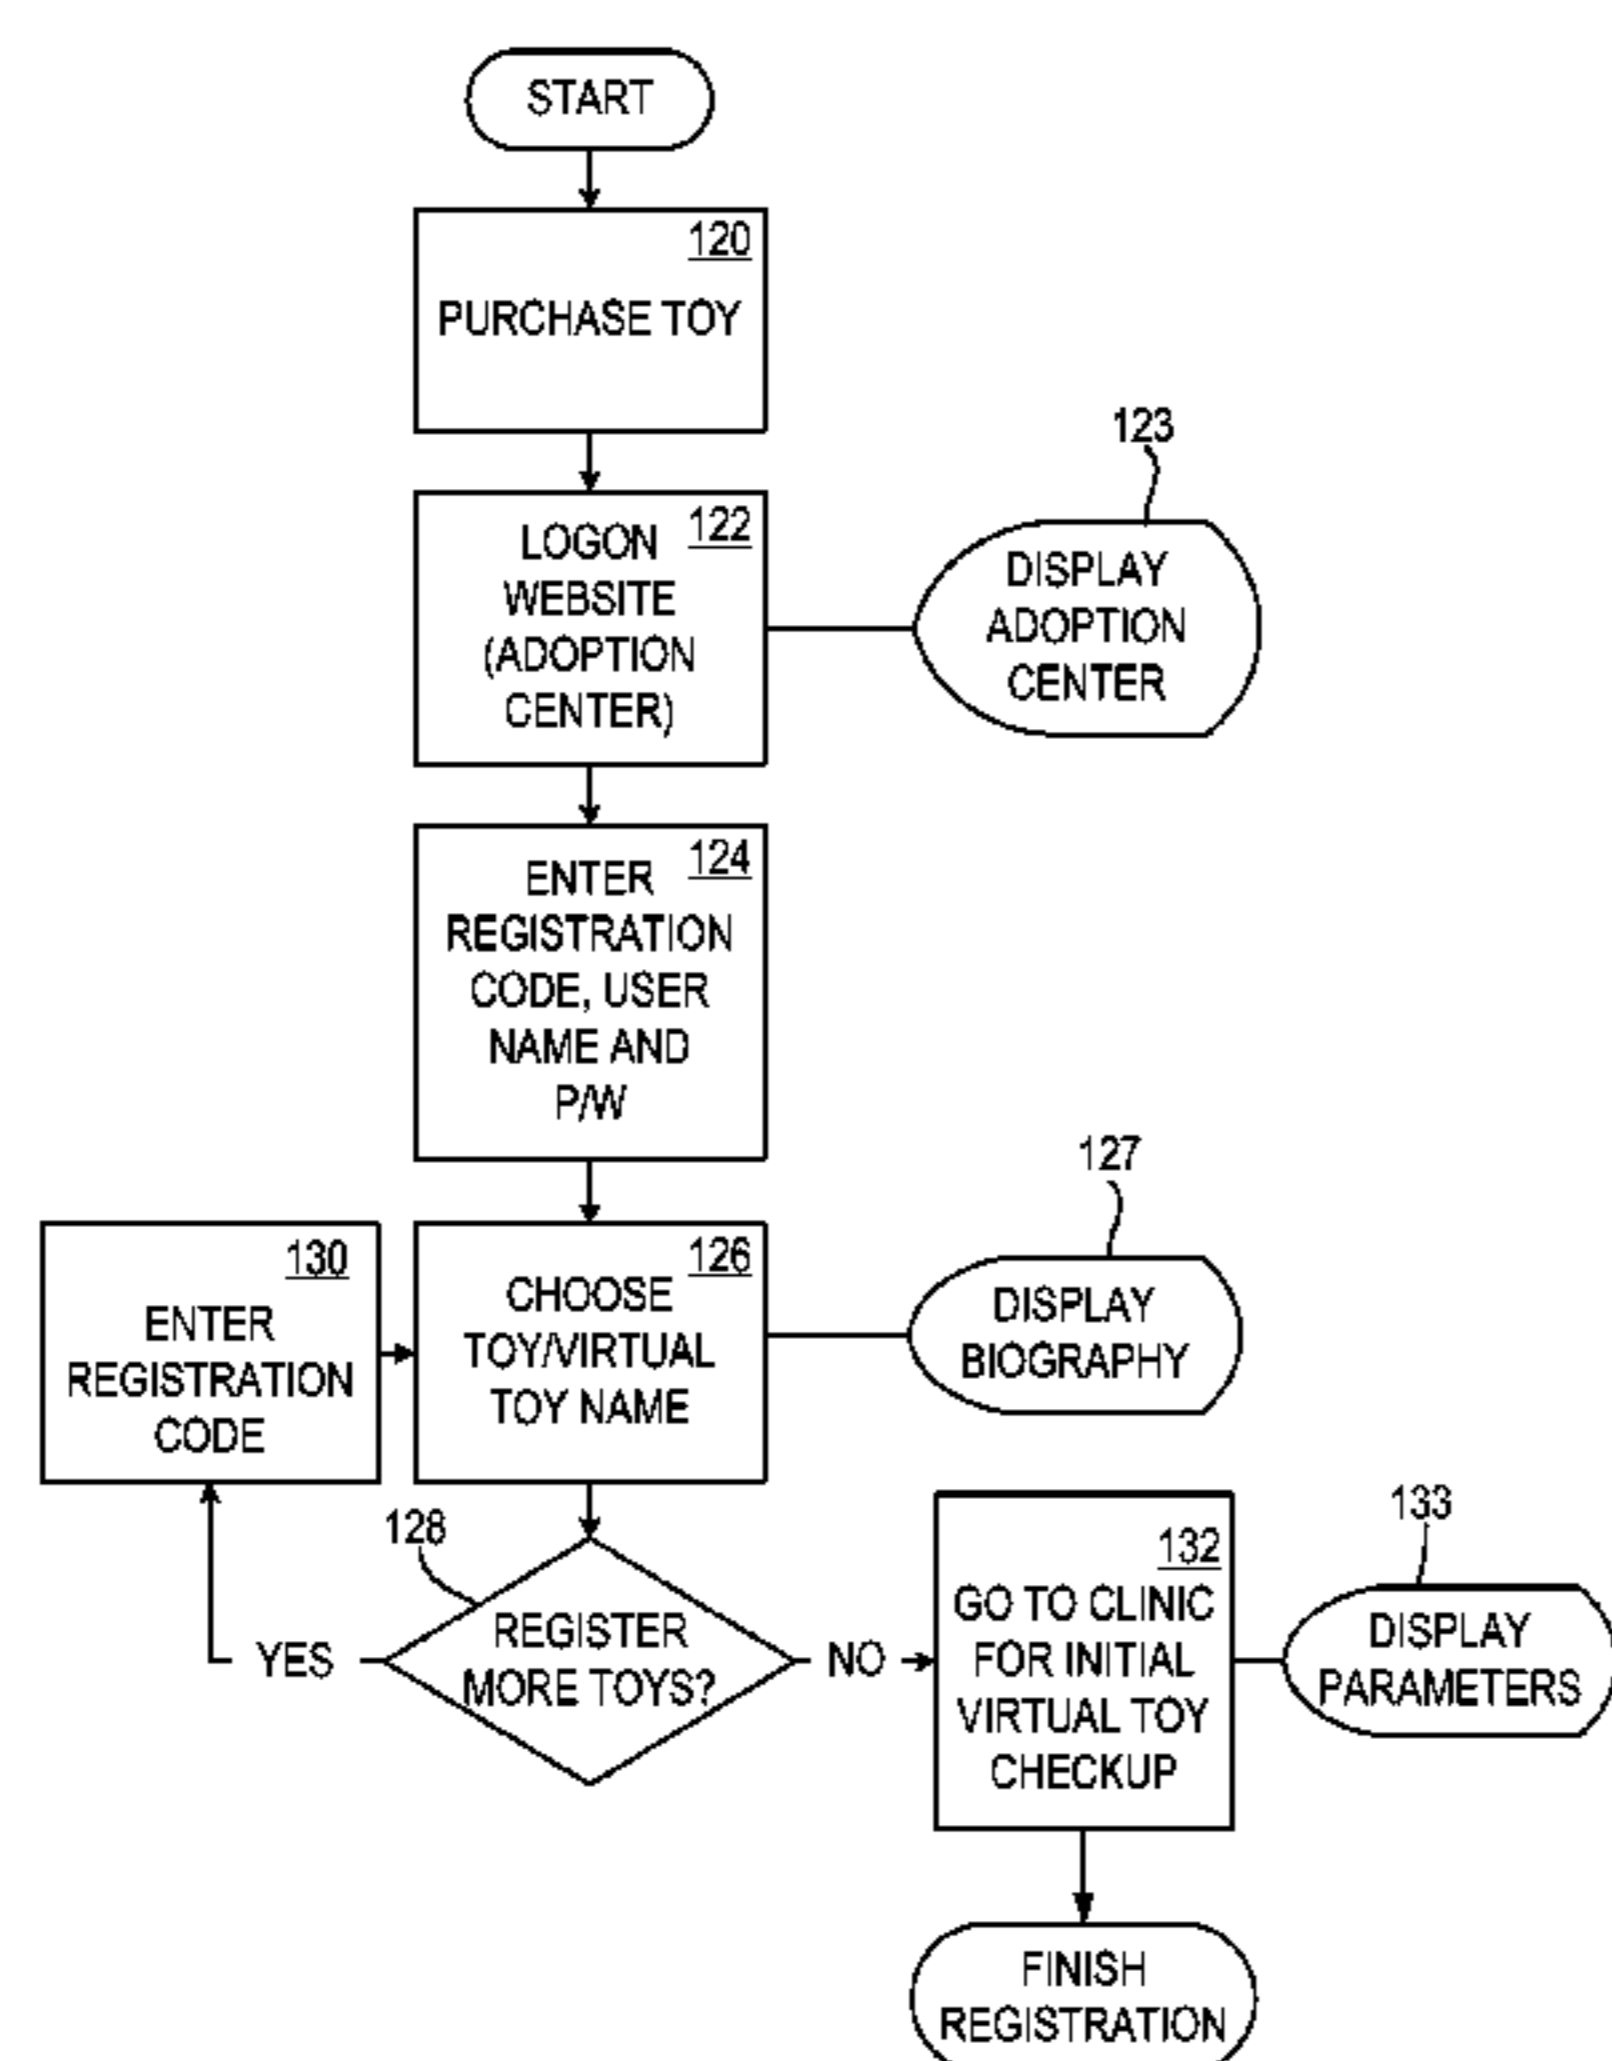 START
120
PURCHASE TOY
123
122
LOGON
WEBSITE
(ADOPTION
CENTER)
DISPLAY
ADOPTION
CENTER
124
ENTER
REGISTRATION
CODE, USER
NAME AND
P/W
127
130
ENTER
REGISTRATION
CODE
126
CHOOSE
TOY/VIRTUAL
TOY NAME
DISPLAY
BIOGRAPHY
128
REGISTER
MORE TOYS?
YES
NO
132
GO TO CLINIC
FOR INITIAL
VIRTUAL TOY
CHECKUP
133
DISPLAY
PARAMETERS
FINISH
REGISTRATION